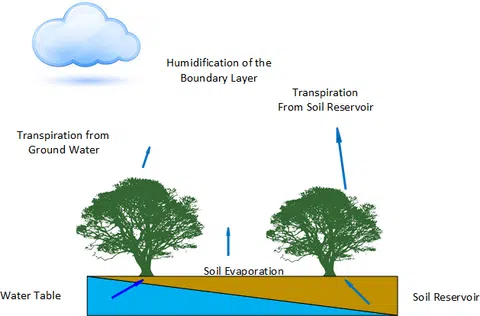 Humidification of the
Boundary Layer
Transpiration
From Soil Reservoir
Transpiration from
Ground Water
Soil Evaporation
Water Table
Soil Reservoir